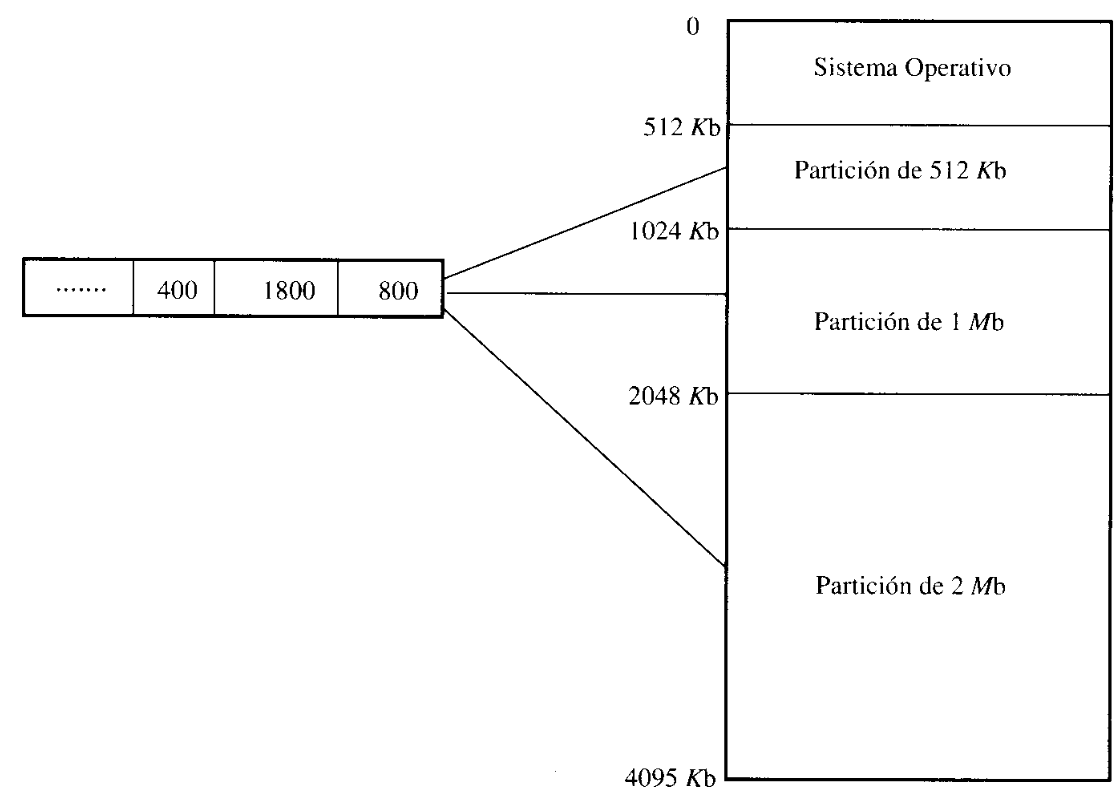 0
Sistema Operativo
512 Kb
Partición de 512 Kb
1024 Kb
....... 400 1800 800
Partición de 1 Mb
2048 Kb
Partición de 2 Mb
4095 Kb